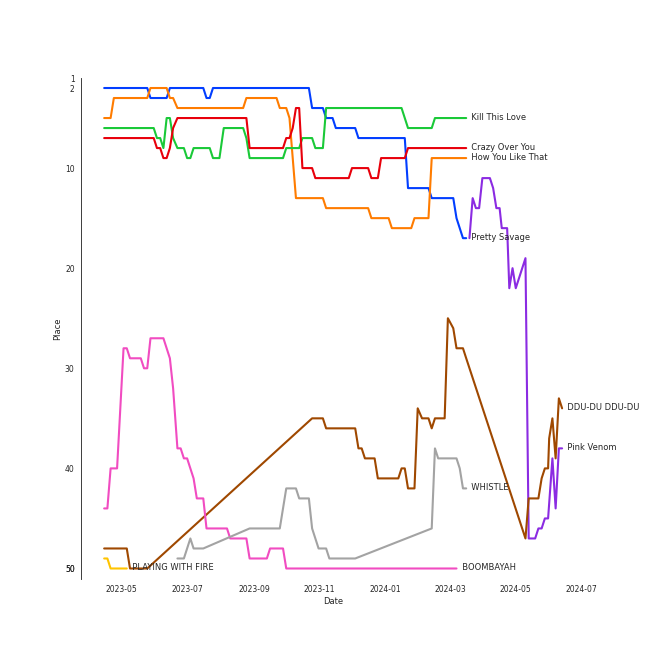 1
2
10
20
30
40
50
Place
Kill This Love
Crazy Over You
How You Like That
Pretty Savage
DDU-DU DDU-DU
Pink Venom
WHISTLE
PLAYING WITH FIRE
BOOMBAYAH
2023-05
2023-07
2023-09
2023-11
2024-01
2024-03
2024-05
2024-07
Date